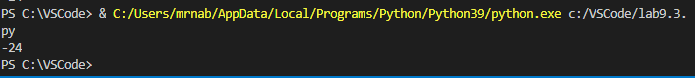 PS C:\VSCode> & C:/Users/mrnab/AppData/Local/Programs/Python/Python39/python.exe c:/VSCode/lab9.3.
py
-24
PS C:\VSCode>